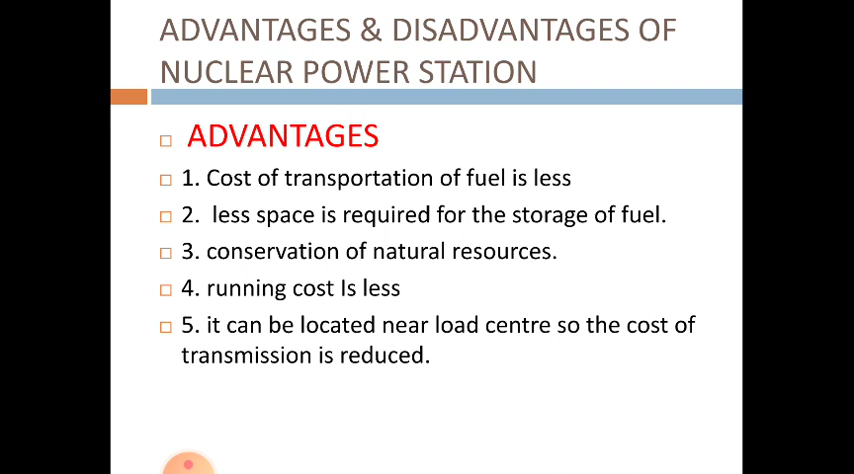 ADVANTAGES & DISADVANTAGES OF
NUCLEAR POWER STATION
ADVANTAGES
1. Cost of transportation of fuel is less
2. less space is required for the storage of fuel.
3. conservation of natural resources.
4. running cost Is less
5. it can be located near load centre so the cost of
transmission is reduced.